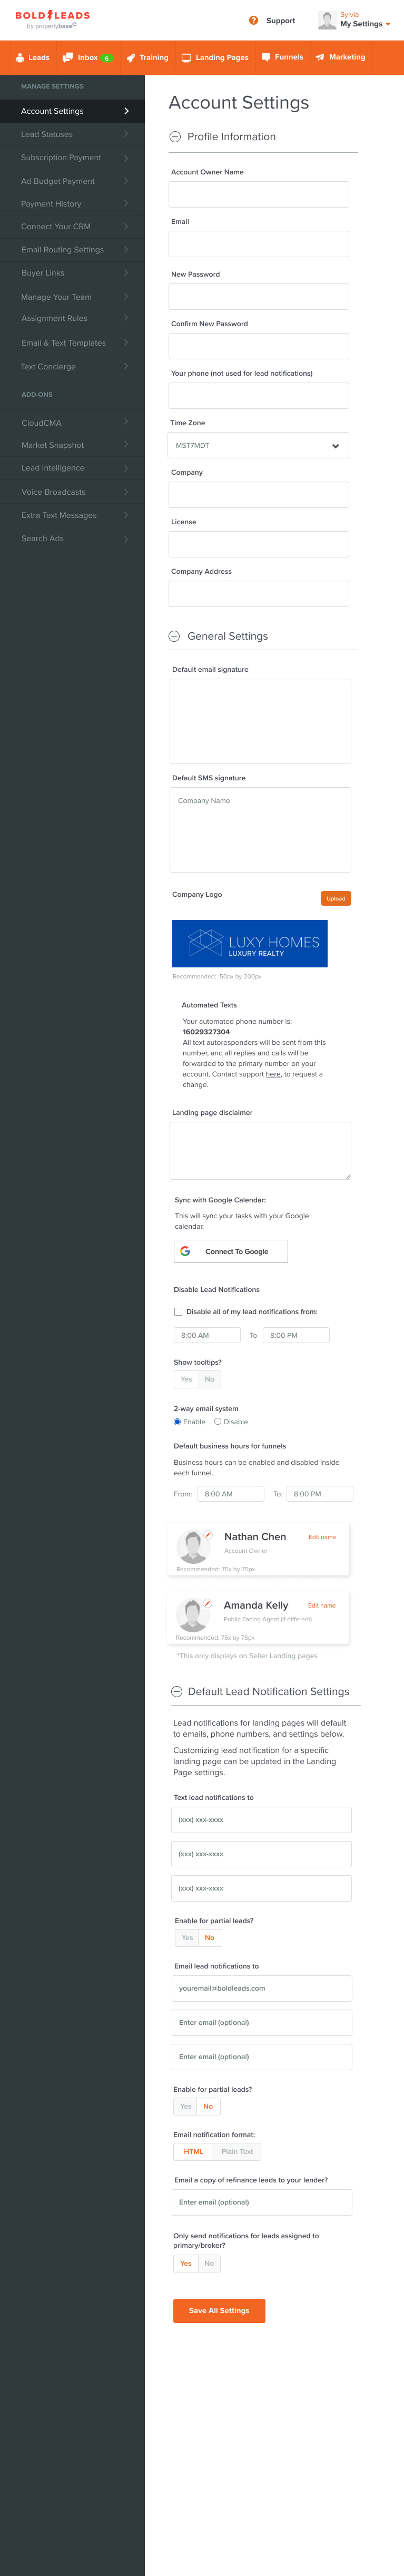 BOLD LEADS
by propertybase
Support
Sylvia
My Settings
Leads
Inbox 6
Training
Landing Pages
Funnels
Marketing
MANAGE SETTINGS
Account Settings
Lead Statuses
Subscription Payment
Ad Budget Payment
Payment History
Connect Your CRM
Email Routing Settings
Buyer Links
Manage Your Team
Assignment Rules
Email & Text Templates
Text Concierge
ADD-ONS
CloudCMA
Market Snapshot
Lead Intelligence
Voice Broadcasts
Extra Text Messages
Search Ads
Account Settings
Profile Information
Account Owner Name
Email
New Password
Confirm New Password
Your phone (not used for lead notifications)
Time Zone
MST7MDT
Company
License
Company Address
General Settings
Default email signature
Default SMS signature
Company Name
Company Logo
Upload
LUXY HOMES
LUXURY REALTY
Recommended: 50px by 200px
Automated Texts
Your automated phone number is:
16029327304
All text autoresponders will be sent from this
number, and all replies and calls will be
forwarded to the primary number on your
account. Contact support here, to request a
change.
Landing page disclaimer
Sync with Google Calendar:
This will sync your tasks with your Google
calendar.
Connect To Google
Disable Lead Notifications
Disable all of my lead notifications from:
8:00 AM To 8:00 PM
Show tooltips?
Yes No
2-way email system
Enable Disable
Default business hours for funnels
Business hours can be enabled and disabled inside
each funnel.
From: 8:00 AM To: 8:00 PM
Nathan Chen
Edit name
Account Owner
Recommended: 75x by 75px
Amanda Kelly
Edit name
Public Facing Agent (if different)
Recommended: 75x by 75px
*This only displays on Seller Landing pages
Default Lead Notification Settings
Lead notifications for landing pages will default
to emails, phone numbers, and settings below.
Customizing lead notification for a specific
landing page can be updated in the Landing
Page settings.
Text lead notifications to
(xxx) xxx-xxxx
(xxx) xxx-xxxx
(xxx) xxx-xxxx
Enable for partial leads?
Yes No
Email lead notifications to
youremail@boldleads.com
Enter email (optional)
Enter email (optional)
Enable for partial leads?
Yes No
Email notification format:
HTML Plain Text
Email a copy of refinance leads to your lender?
Enter email (optional)
Only send notifications for leads assigned to
primary/broker?
Yes No
Save All Settings